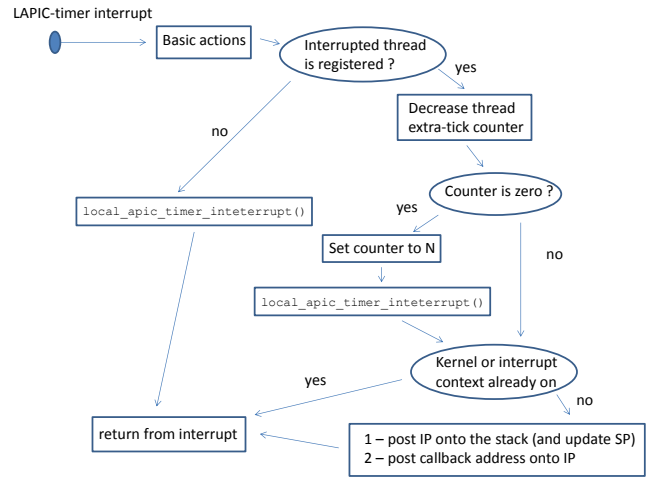 LAPIC-timer interrupt
Basic actions
Interrupted thread
is registered ?
yes
Decrease thread
extra-tick counter
no
Counter is zero ?
local_apic_timer_inteterrupt()
yes
Set counter to N
no
local_apic_timer_inteterrupt()
Kernel or interrupt
context already on
yes
no
return from interrupt
1 – post IP onto the stack (and update SP)
2 – post callback address onto IP